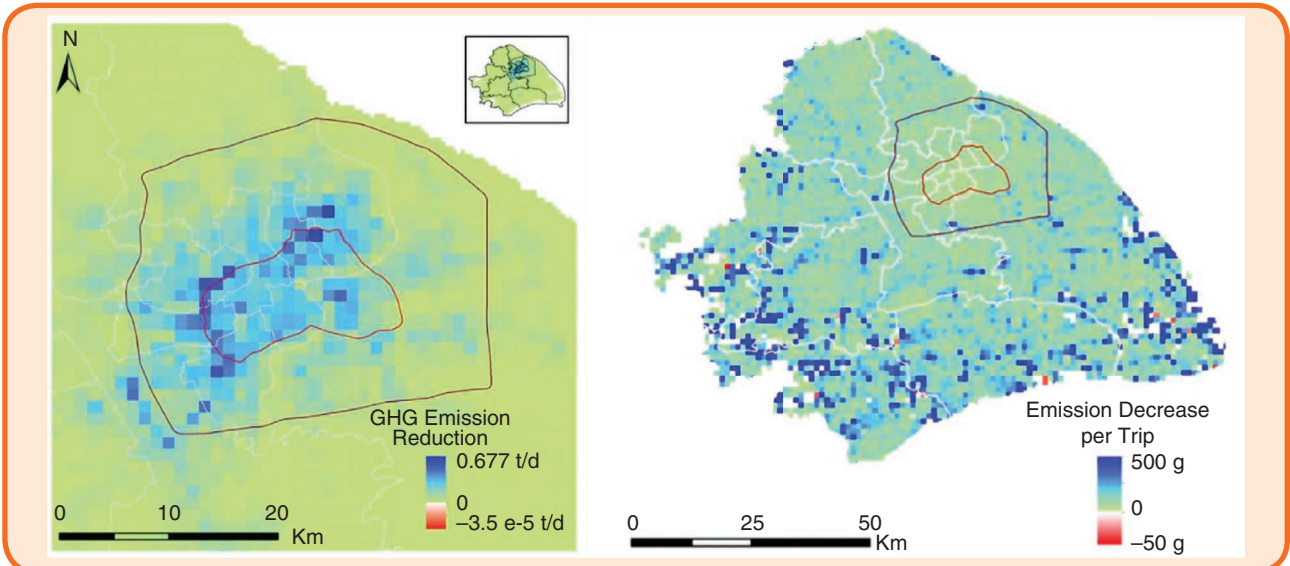 N
GHG Emission
Reduction
0.677 t/d
0
–3.5 e-5 t/d
0 10 20
Km
Emission Decrease
per Trip
500 g
0
–50 g
0 25 50
Km